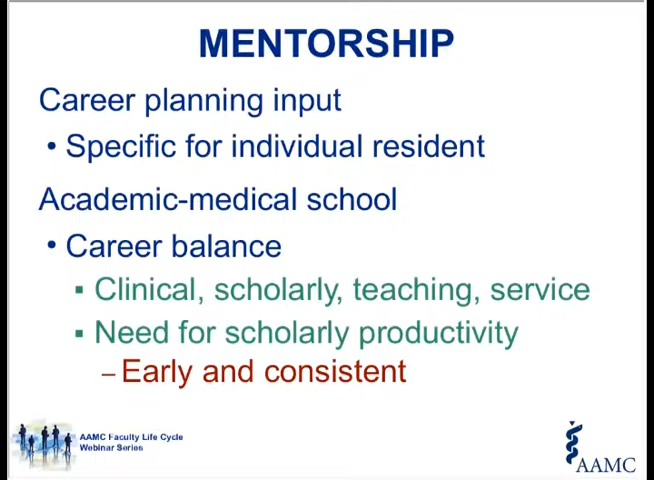 MENTORSHIP
Career planning input
• Specific for individual resident
Academic-medical school
• Career balance
▪ Clinical, scholarly, teaching, service
▪ Need for scholarly productivity
– Early and consistent
AAMC Faculty Life Cycle
Webinar Series
AAMC